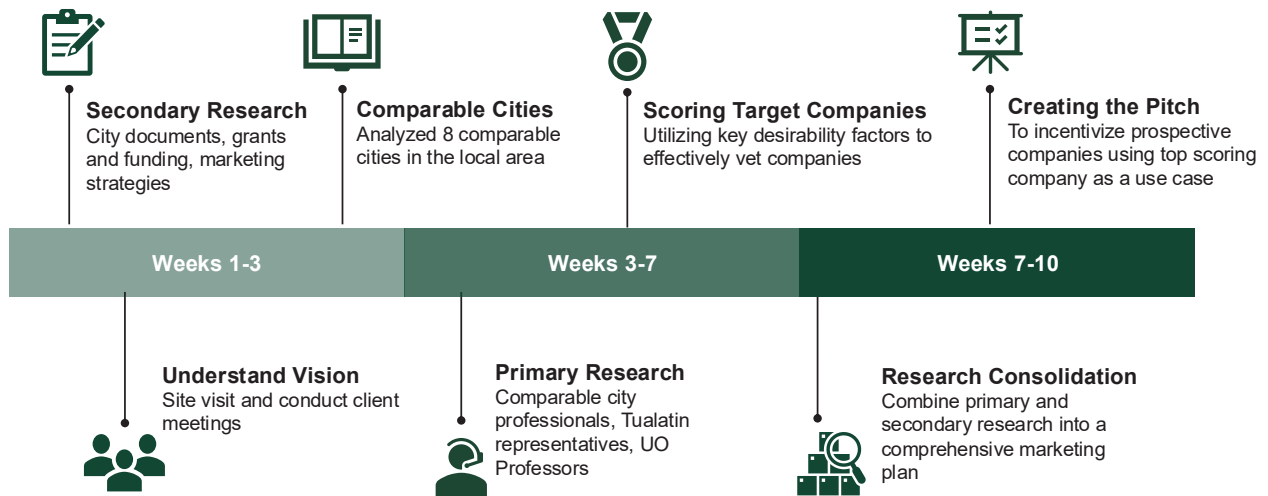 Secondary Research
City documents, grants
and funding, marketing
strategies
Comparable Cities
Analyzed 8 comparable
cities in the local area
Scoring Target Companies
Utilizing key desirability factors to
effectively vet companies
Creating the Pitch
To incentivize prospective
companies using top scoring
company as a use case
Weeks 1-3
Weeks 3-7
Weeks 7-10
Understand Vision
Site visit and conduct client
meetings
Primary Research
Comparable city
professionals, Tualatin
representatives, UO
Professors
Research Consolidation
Combine primary and
secondary research into a
comprehensive marketing
plan